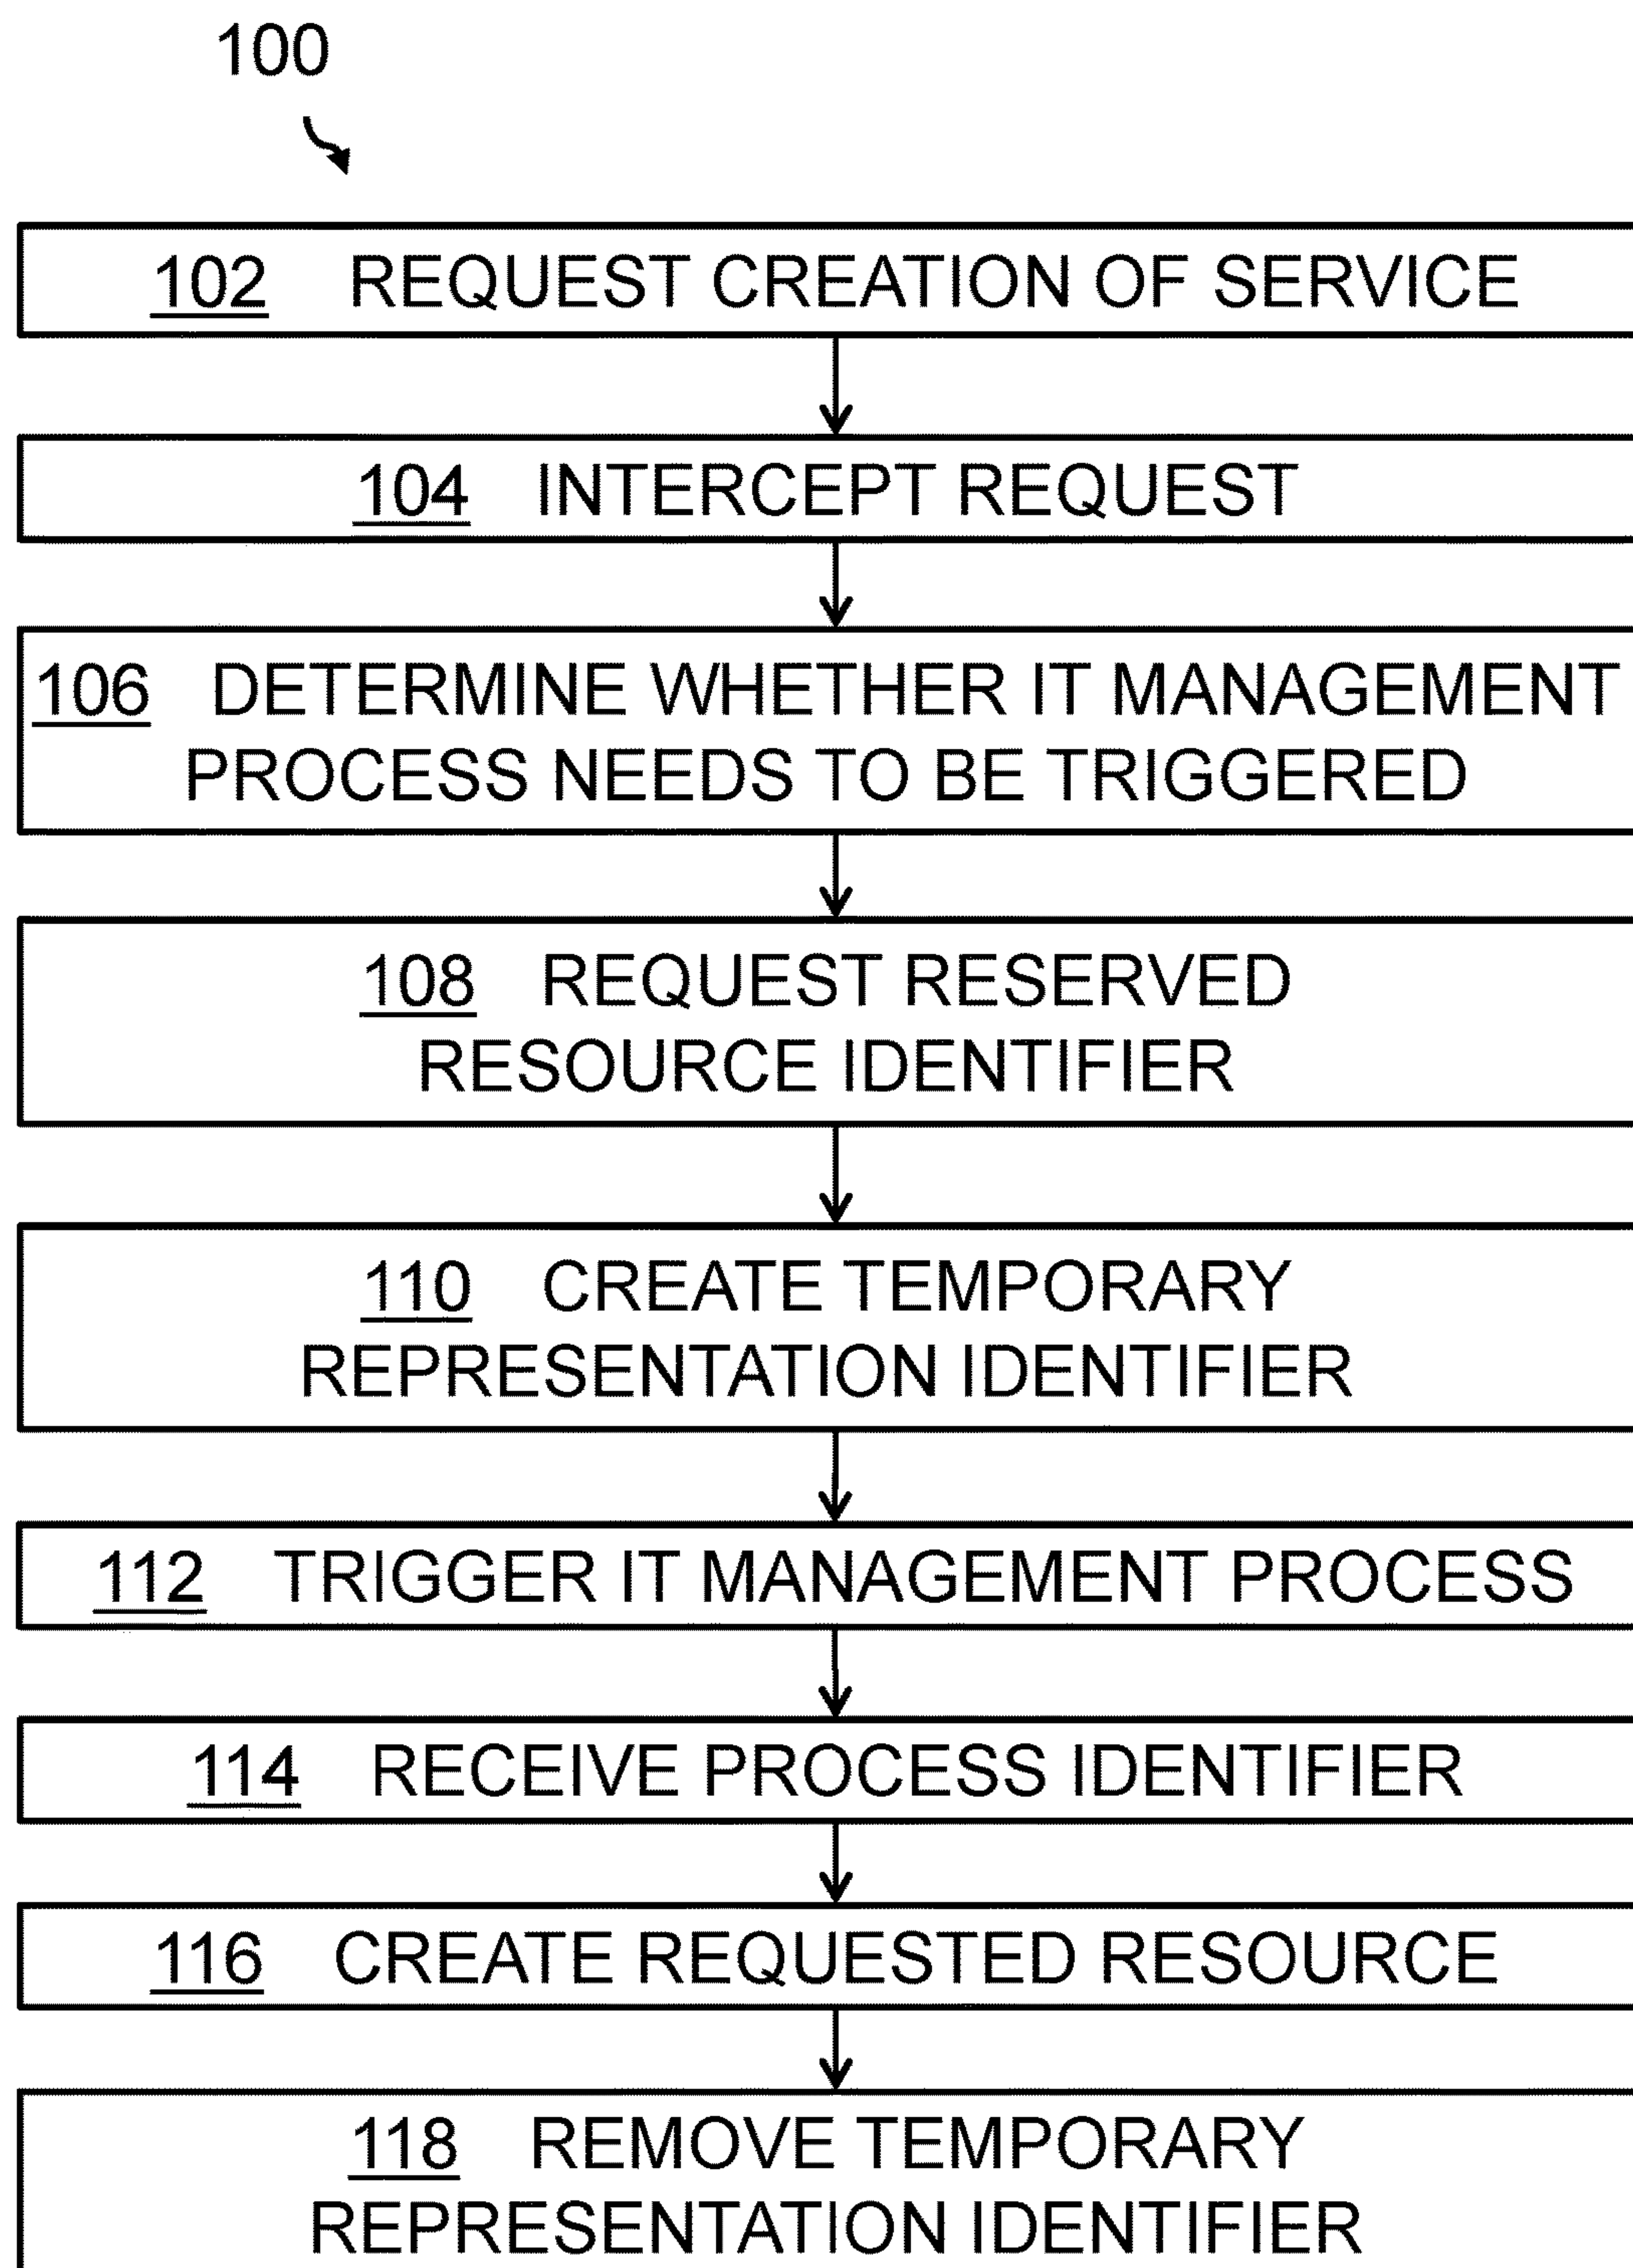 100
102 REQUEST CREATION OF SERVICE
104 INTERCEPT REQUEST
106 DETERMINE WHETHER IT MANAGEMENT
PROCESS NEEDS TO BE TRIGGERED
108 REQUEST RESERVED
RESOURCE IDENTIFIER
110 CREATE TEMPORARY
REPRESENTATION IDENTIFIER
112 TRIGGER IT MANAGEMENT PROCESS
114 RECEIVE PROCESS IDENTIFIER
116 CREATE REQUESTED RESOURCE
118 REMOVE TEMPORARY
REPRESENTATION IDENTIFIER